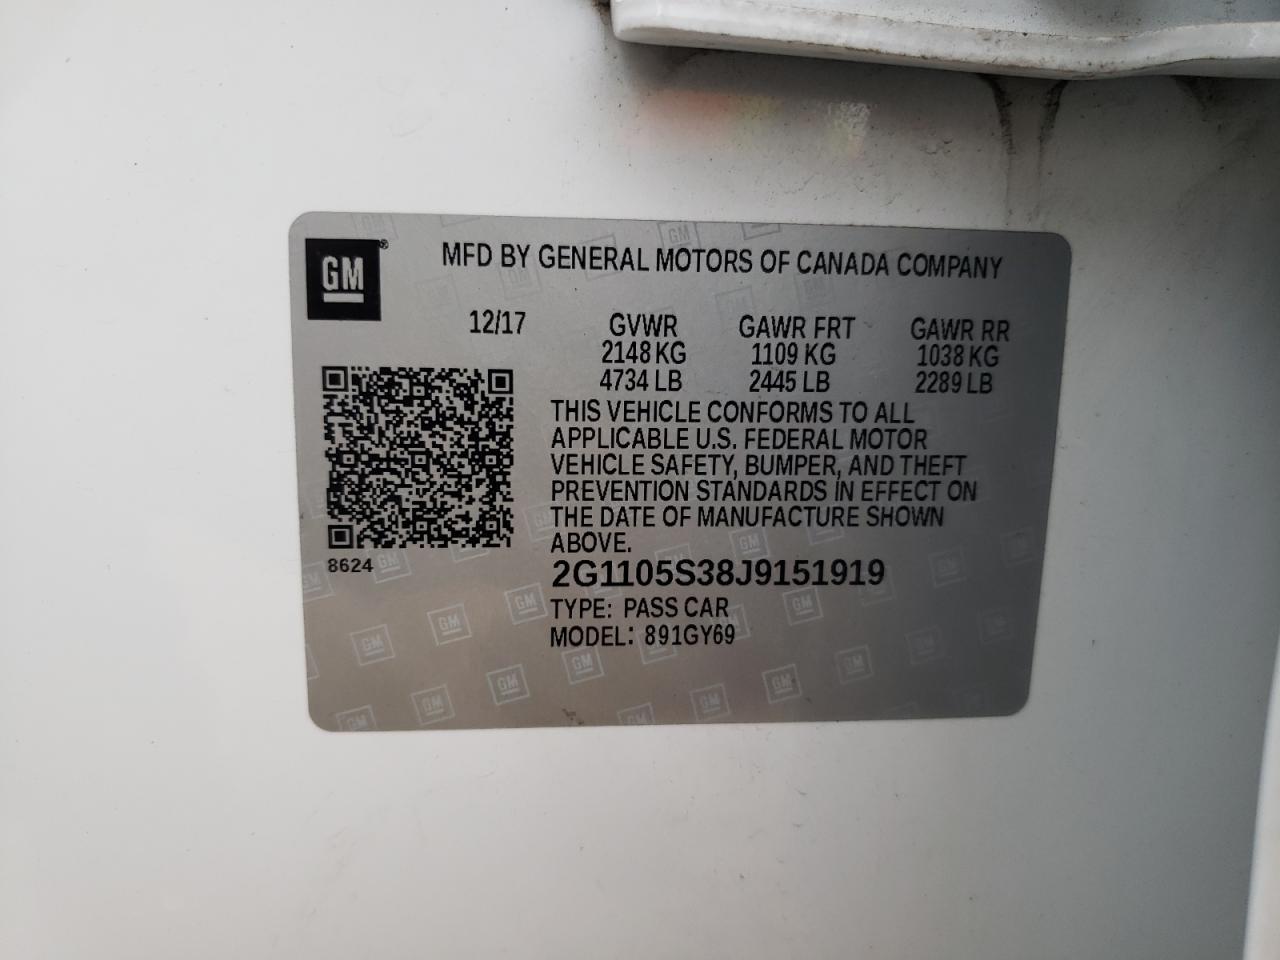 GM®
MFD BY GENERAL MOTORS OF CANADA COMPANY
12/17 GVWR GAWR FRT GAWR RR
2148 KG 1109 KG 1038 KG
4734 LB 2445 LB 2289 LB
THIS VEHICLE CONFORMS TO ALL
APPLICABLE U.S. FEDERAL MOTOR
VEHICLE SAFETY, BUMPER, AND THEFT
PREVENTION STANDARDS IN EFFECT ON
THE DATE OF MANUFACTURE SHOWN
ABOVE.
8624
2G1105S38J9151919
TYPE: PASS CAR
MODEL: 891GY69